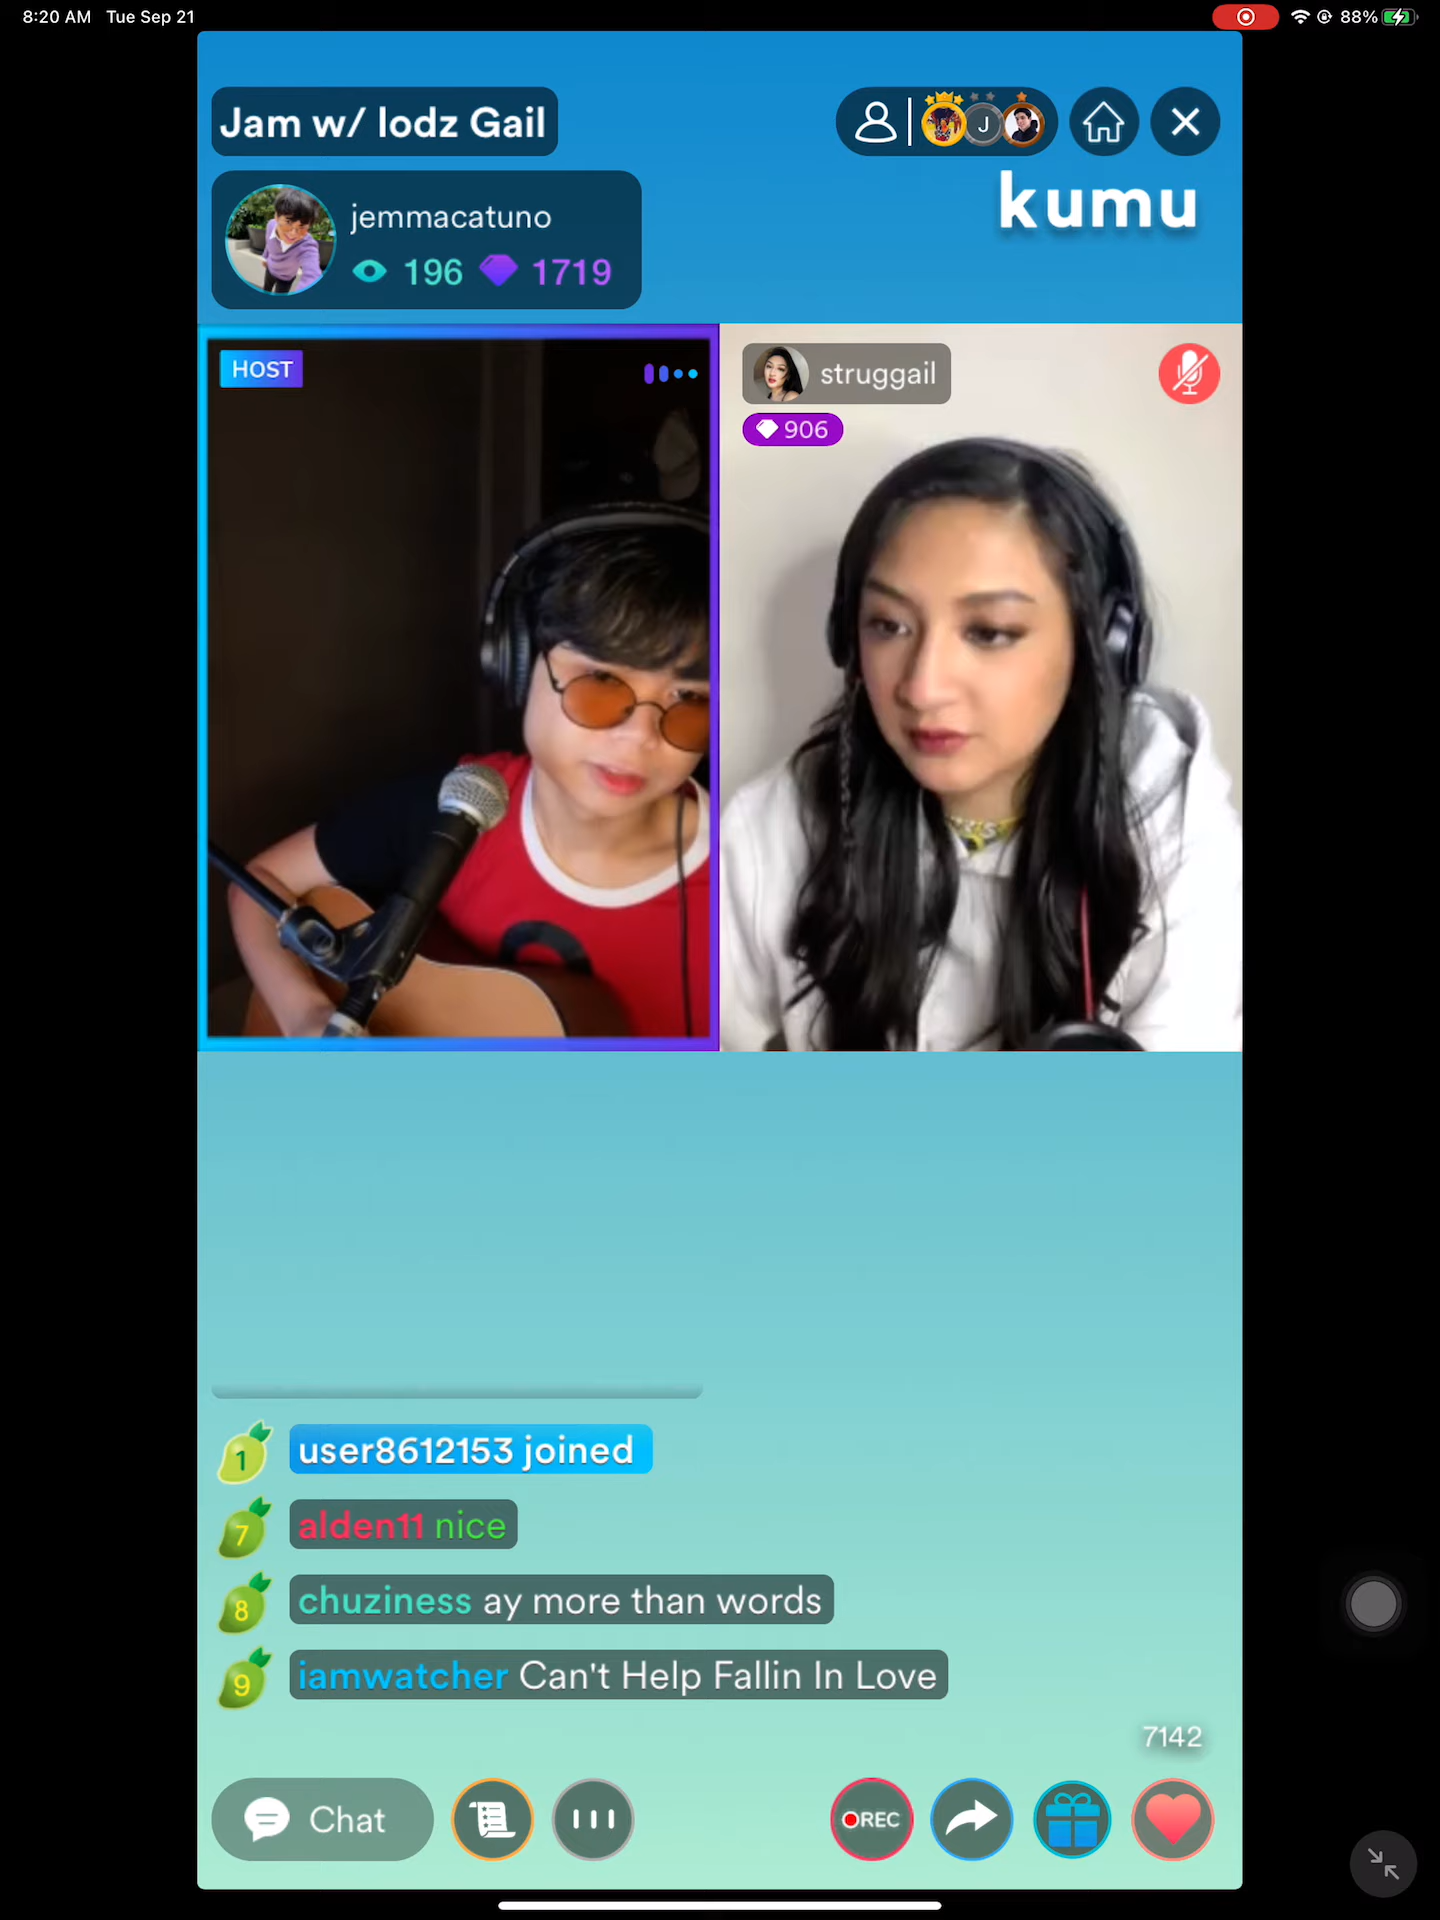 8:20 AM Tue Sep 21
88%
Jam w/ lodz Gail
J
jemmacatuno
196 1719
kumu
HOST
struggail
906
1 user8612153 joined
7 alden11 nice
8 chuziness ay more than words
9 iamwatcher Can't Help Fallin In Love
7142
Chat
REC